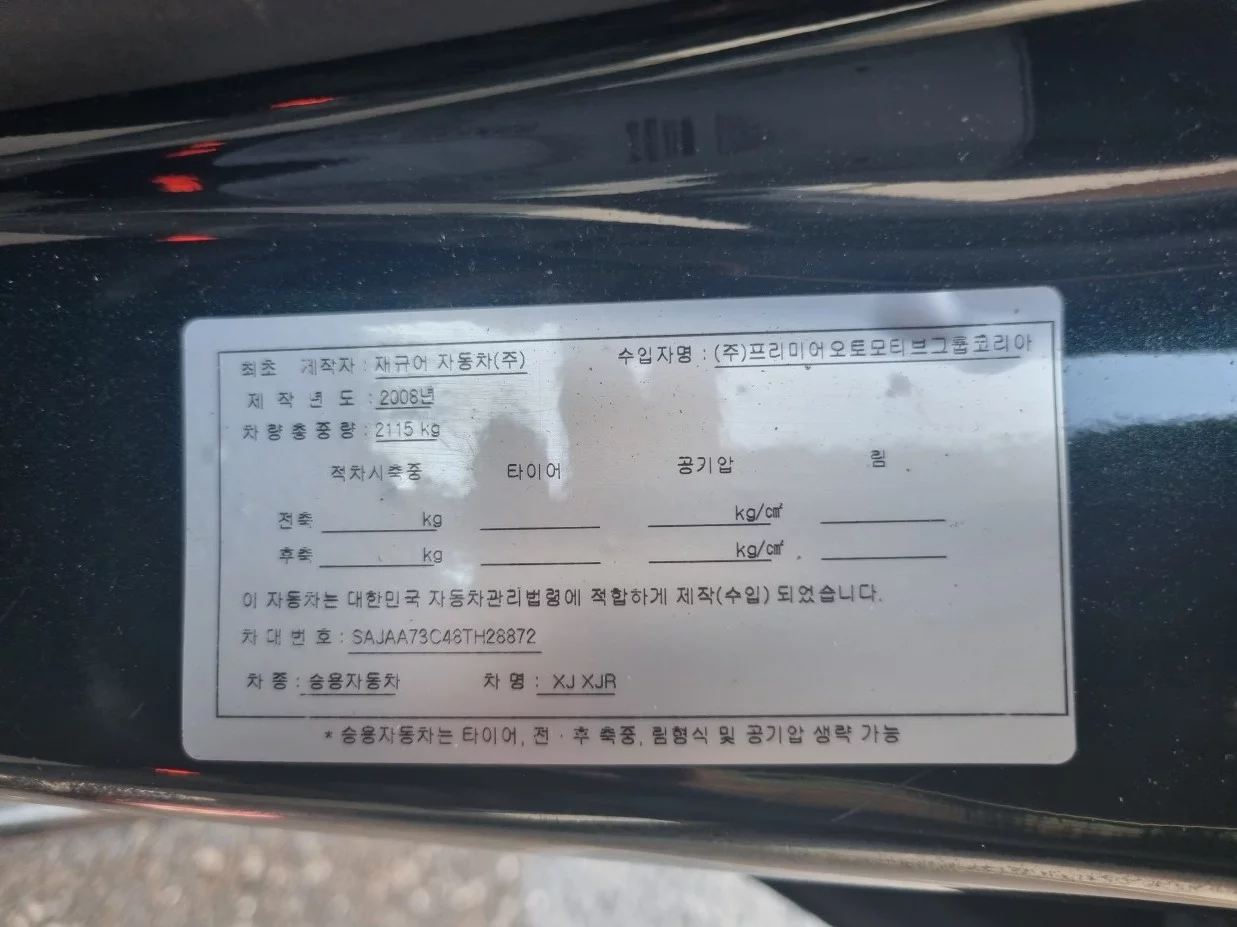 최초 제작자 : 재규어 자동차(주) 수입자명 : (주)프리미어오토모티브그룹코리아
제 작 년 도 : 2008년
차 량 총 중 량 : 2115 kg
적차시축중 타이어 공기압 림
전축 kg kg/㎠
후축 kg kg/㎠
이 자동차는 대한민국 자동차관리법령에 적합하게 제작(수입) 되었습니다.
차 대 번 호 : SAJAA73C48TH28872
차 종 : 승용자동차 차 명 : XJ XJR
* 승용자동차는 타이어, 전 · 후 축중, 림형식 및 공기압 생략 가능